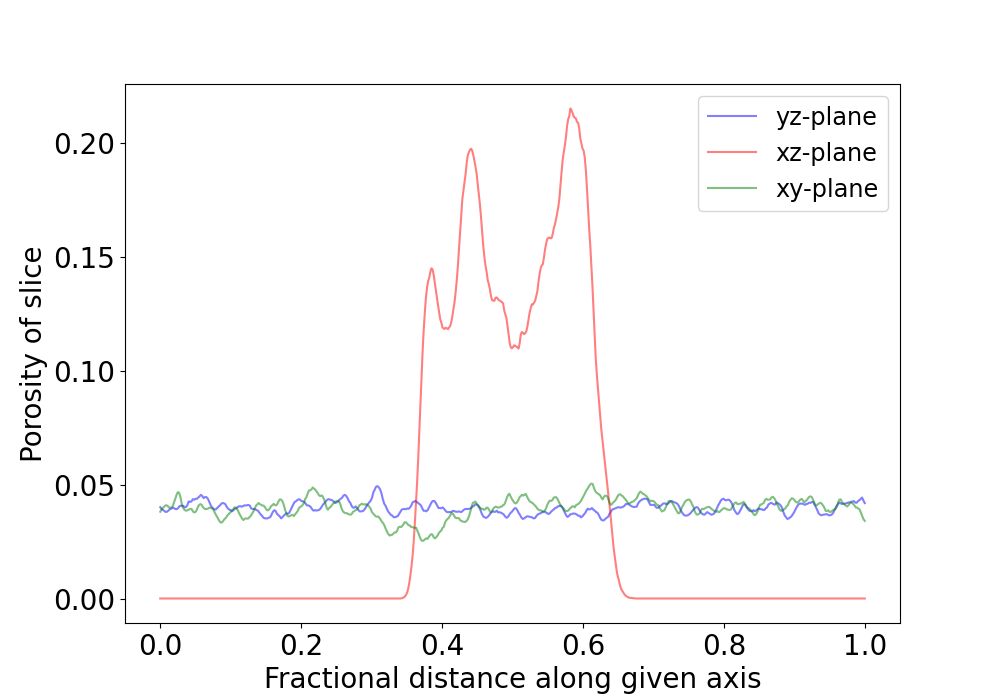 yz-plane
xz-plane
xy-plane
0.20
0.15
0.10
0.05
0.00
Porosity of slice
0.0 0.2 0.4 0.6 0.8 1.0
Fractional distance along given axis